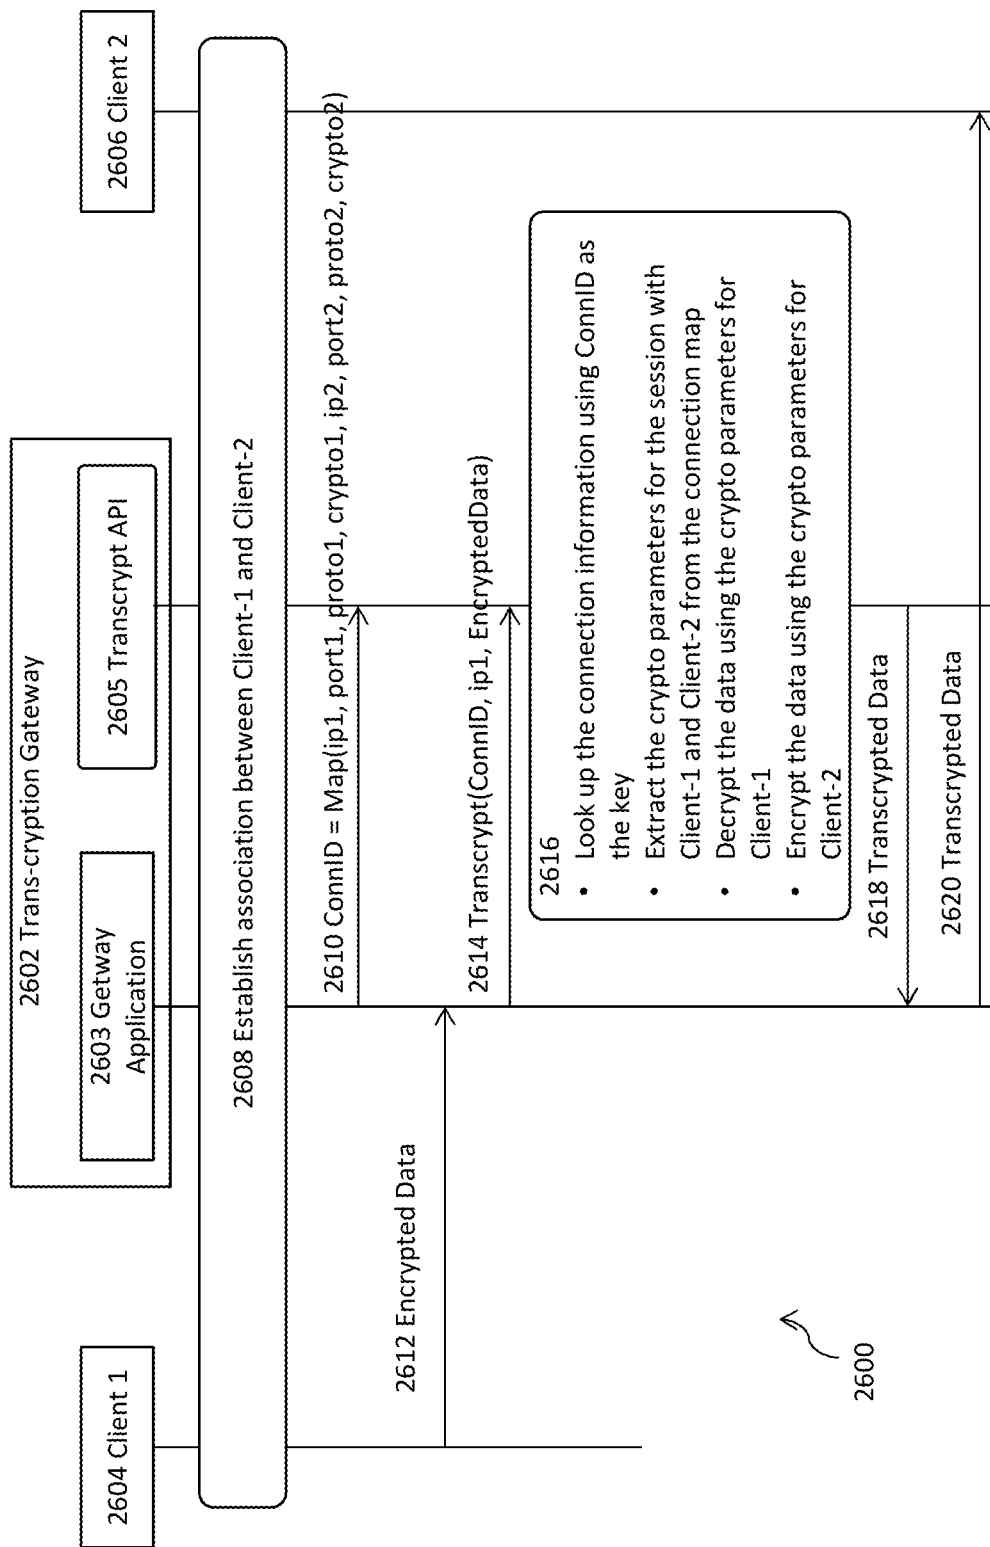 2602 Trans-cryption Gateway
2604 Client 1
2603 Getway
Application
2605 Transcrypt API
2606 Client 2
2608 Establish association between Client-1 and Client-2
2610 ConnID = Map(ip1, port1, proto1, crypto1, ip2, port2, proto2, crypto2)
2612 Encrypted Data
2614 Transcrypt(ConnID, ip1, EncryptedData)
2616
• Look up the connection information using ConnID as
the key
• Extract the crypto parameters for the session with
Client-1 and Client-2 from the connection map
• Decrypt the data using the crypto parameters for
Client-1
• Encrypt the data using the crypto parameters for
Client-2
2618 Transcrypted Data
2620 Transcrypted Data
2600